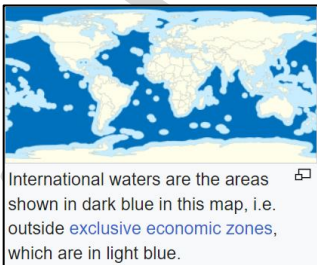 International waters are the areas
shown in dark blue in this map, i.e.
outside exclusive economic zones,
which are in light blue.